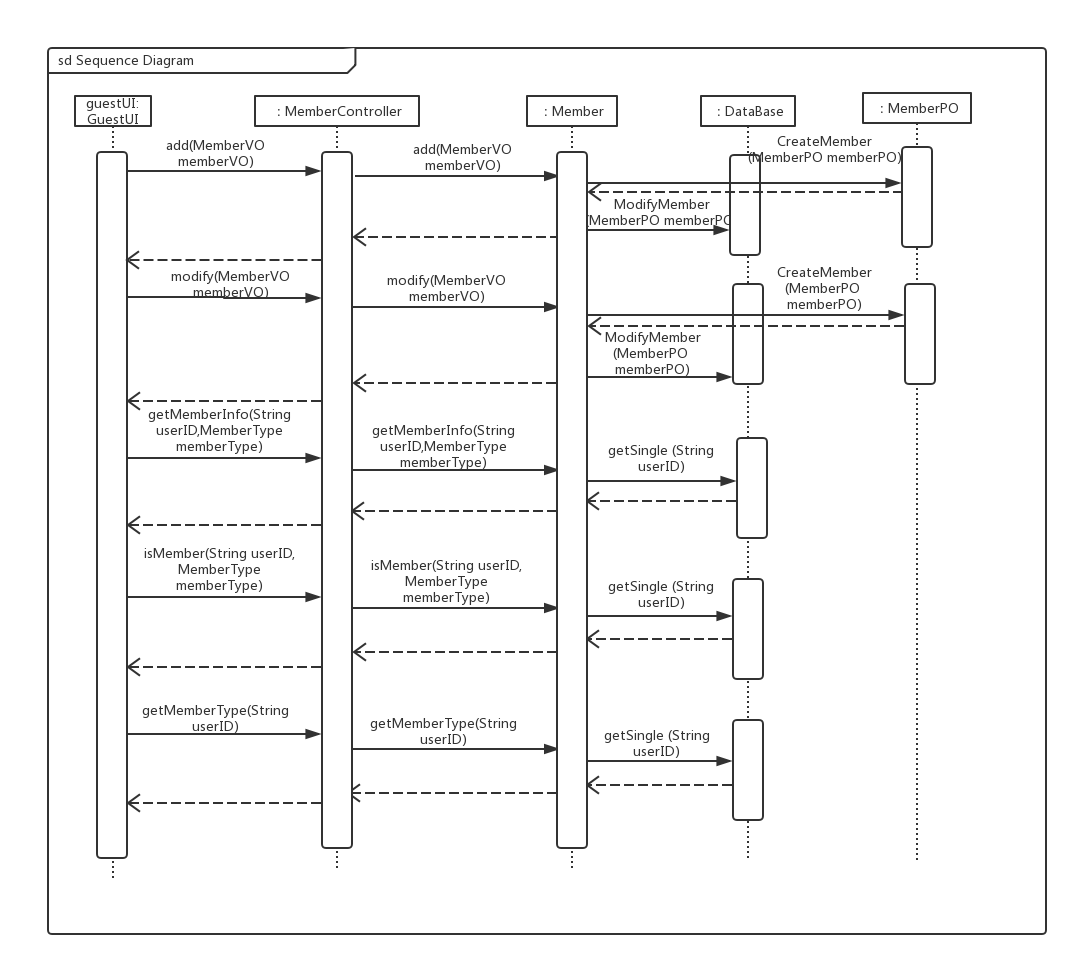 sd Sequence Diagram
guestUI:
GuestUI
: MemberController
: Member
: DataBase
: MemberPO
add(MemberVO
memberVO)
add(MemberVO
memberVO)
CreateMember
(MemberPO memberPO)
ModifyMember
(MemberPO memberPO
modify(MemberVO
memberVO)
modify(MemberVO
memberVO)
CreateMember
(MemberPO
memberPO)
ModifyMember
(MemberPO
memberPO)
getMemberInfo(String
userID,MemberType
memberType)
getMemberInfo(String
userID,MemberType
memberType)
getSingle (String
userID)
isMember(String userID,
MemberType
memberType)
isMember(String userID,
MemberType
memberType)
getSingle (String
userID)
getMemberType(String
userID)
getMemberType(String
userID)
getSingle (String
userID)